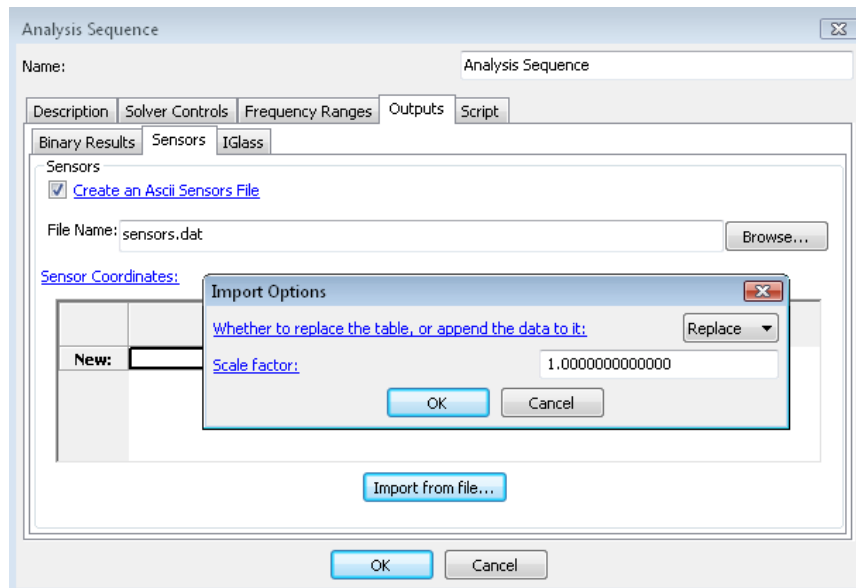 Analysis Sequence
Name: Analysis Sequence
Description Solver Controls Frequency Ranges Outputs Script
Binary Results Sensors IGlass
Sensors
Create an Ascii Sensors File
File Name: sensors.dat Browse...
Sensor Coordinates:
Import Options
Whether to replace the table, or append the data to it: Replace
New:
Scale factor: 1.0000000000000
OK Cancel
Import from file...
OK Cancel